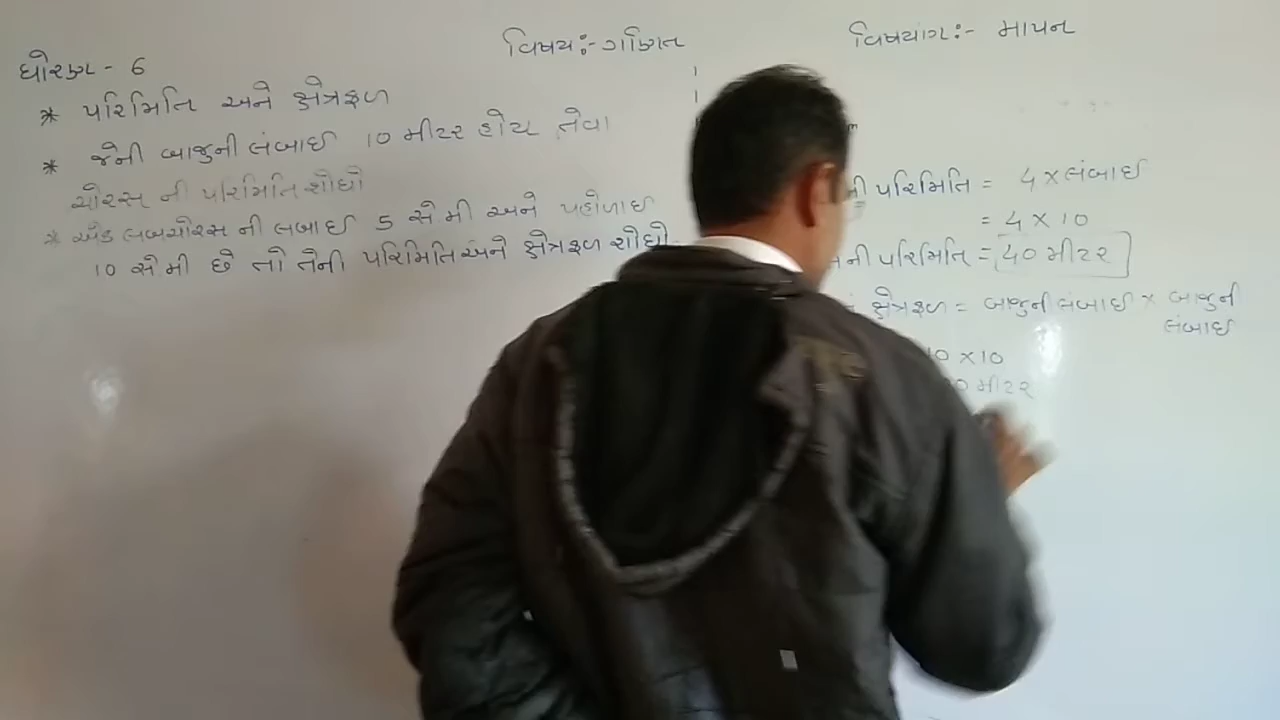 ધોરણ - 6
વિષય:- ગણિત
વિષયાંગ:- માપન
* પરિમિતિ અને ક્ષેત્રફળ
* જેની બાજુની લંબાઈ 10 મીટર હોય તેવા
ચોરસ ની પરિમિતિ શોધો
* એક લંબચોરસ ની લંબાઈ 5 સે મી અને પહોળાઈ
10 સે મી છે તો તેની પરિમિતિ અને ક્ષેત્રફળ શોધો.
ની પરિમિતિ = 4 × લંબાઈ
= 4 × 10
ની પરિમિતિ = 40 મીટર
ક્ષેત્રફળ = બાજુની લંબાઈ × બાજુની
લંબાઈ
10 × 10
મીટર